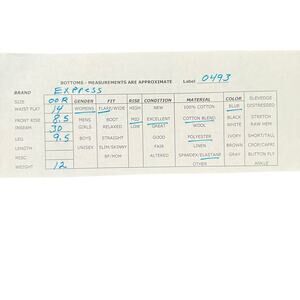 BOTTOMS - MEASUREMENTS ARE APPROXIMATE Label 0493
BRAND EXPRESS
SIZE 00R GENDER FIT RISE CONDITION MATERIAL COLOR SLEVEDGE
WAIST FLAT 14 WOMENS FLARE/WIDE HIGH NEW 100% COTTON BLUE DISTRESSED
FRONT RISE 8.5 MENS BOOT MID EXCELLENT COTTON BLEND BLACK STRETCH
INSEAM 30 GIRLS RELAXED LOW GREAT WOOL WHITE RAW HEM
LEG 9.5 BOYS STRAIGHT GOOD POLYESTER IVORY SHORT/TALL
LENGTH UNISEX SLIM/SKINNY FAIR LINEN BROWN CROP/CAPRI
MISC BF/MOM ALTERED SPANDEX/ELASTANE GRAY BUTTON FLY
WEIGHT 12 OTHER ANKLE